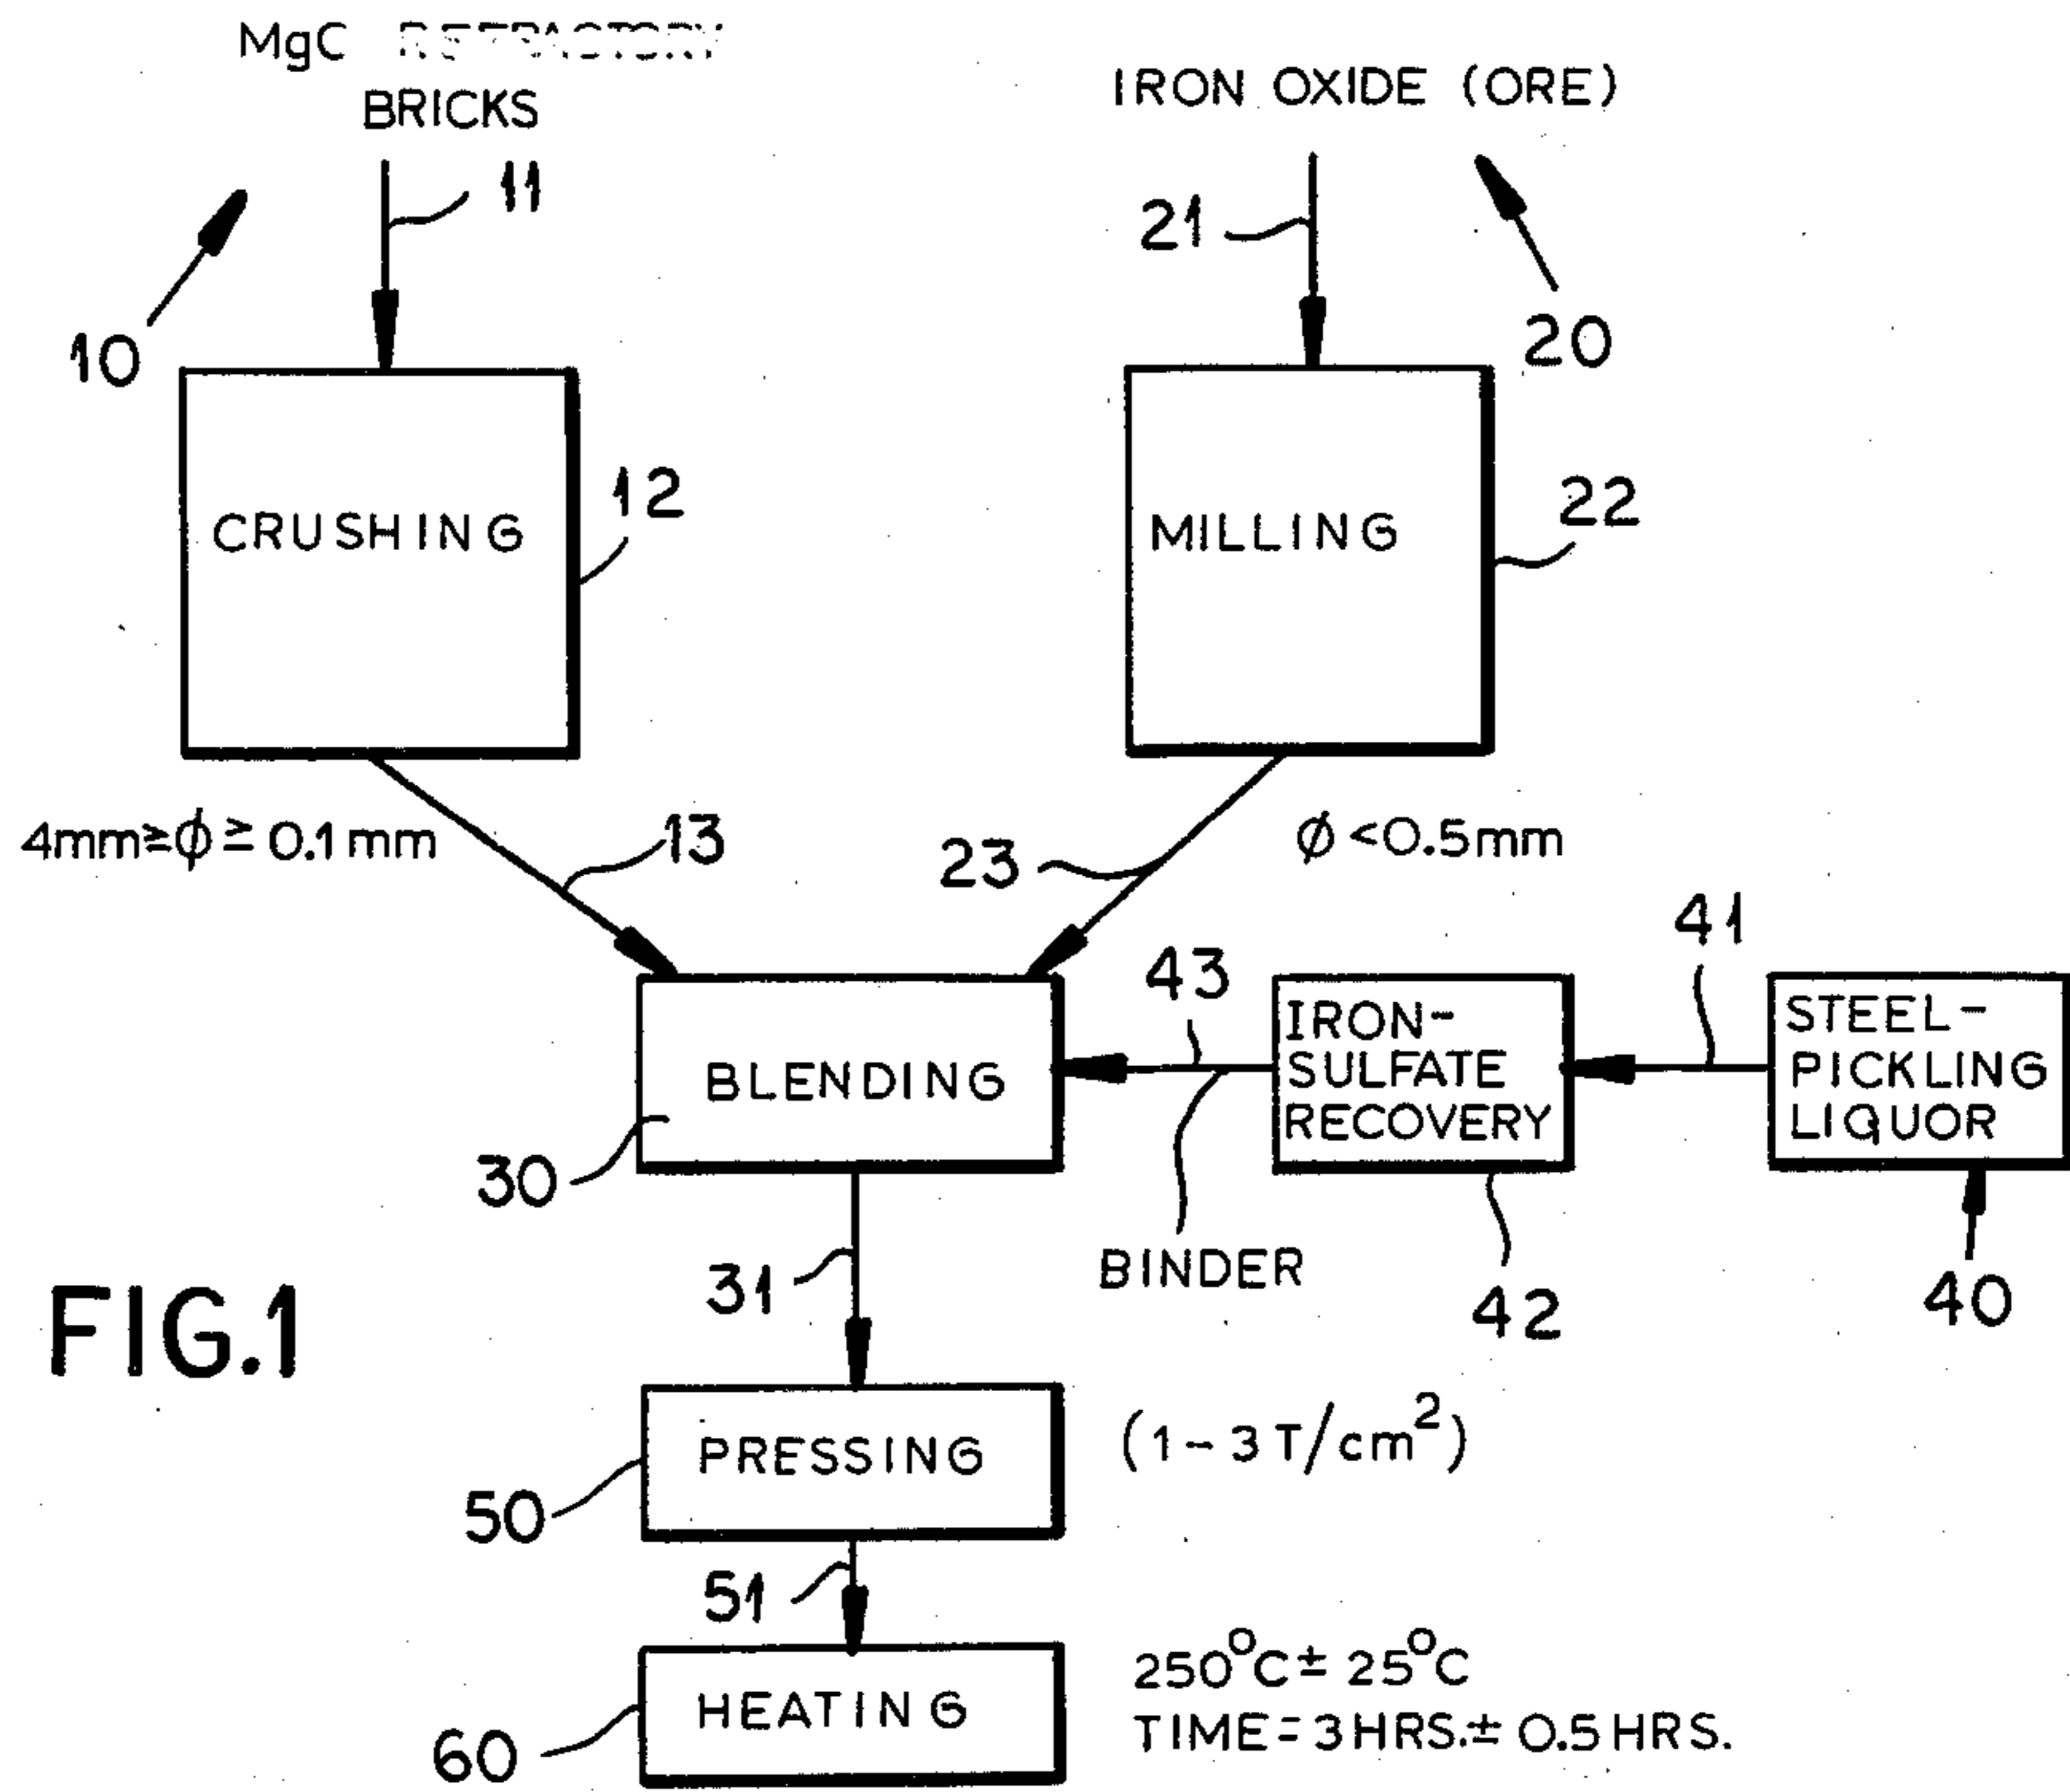 MgC REFRACTORY
BRICKS
11
10
IRON OXIDE (ORE)
21
20
CRUSHING
12
MILLING
22
4mm≥ϕ≥0.1mm
13
23
ϕ<0.5mm
BLENDING
30
43
BINDER
IRON-
SULFATE
RECOVERY
42
41
STEEL-
PICKLING
LIQUOR
40
31
FIG.1
PRESSING
50
(1-3T/cm²)
51
HEATING
60
250°C±25°C
TIME=3HRS.±0.5HRS.